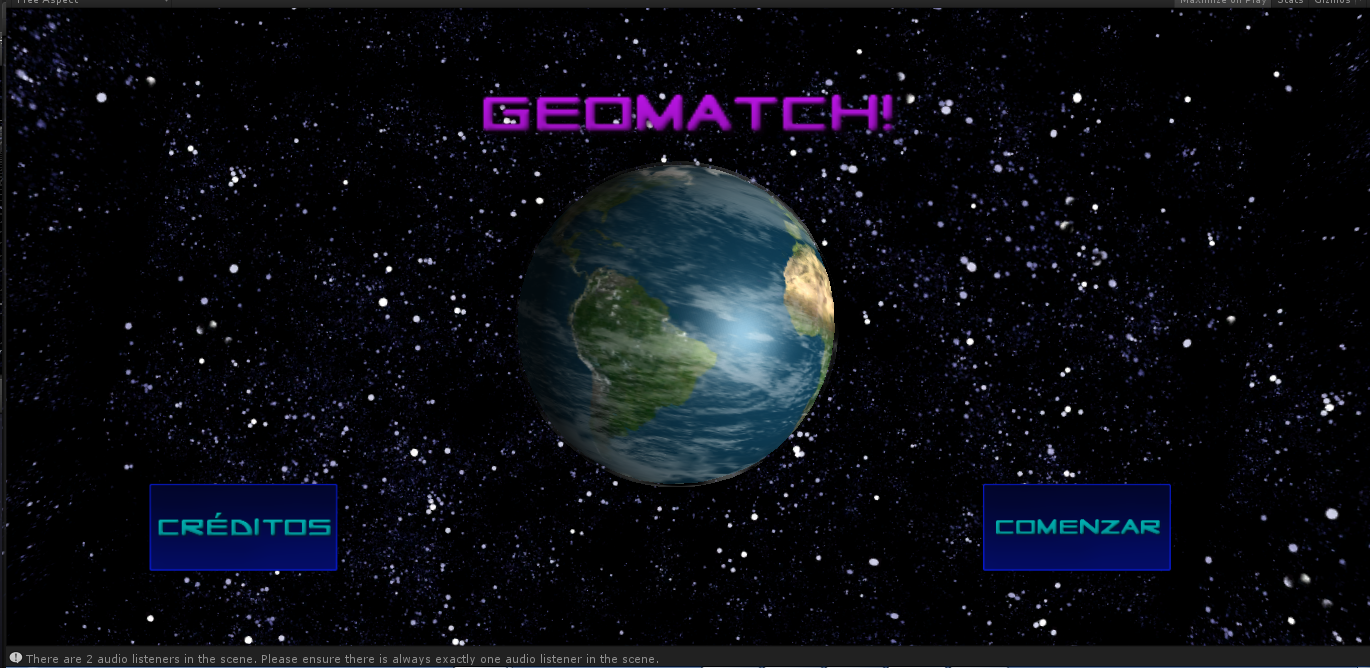 Free Aspect
Maximize on Play Stats Gizmos
GEOMATCH!
CRÉDITOS
COMENZAR
There are 2 audio listeners in the scene. Please ensure there is always exactly one audio listener in the scene.